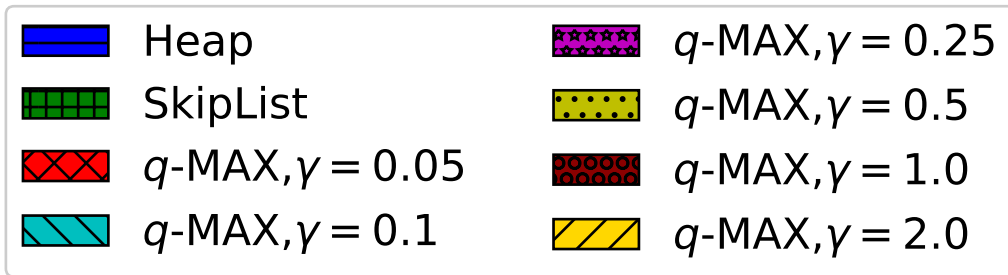 Heap
SkipList
q-MAX,γ = 0.05
q-MAX,γ = 0.1
q-MAX,γ = 0.25
q-MAX,γ = 0.5
q-MAX,γ = 1.0
q-MAX,γ = 2.0